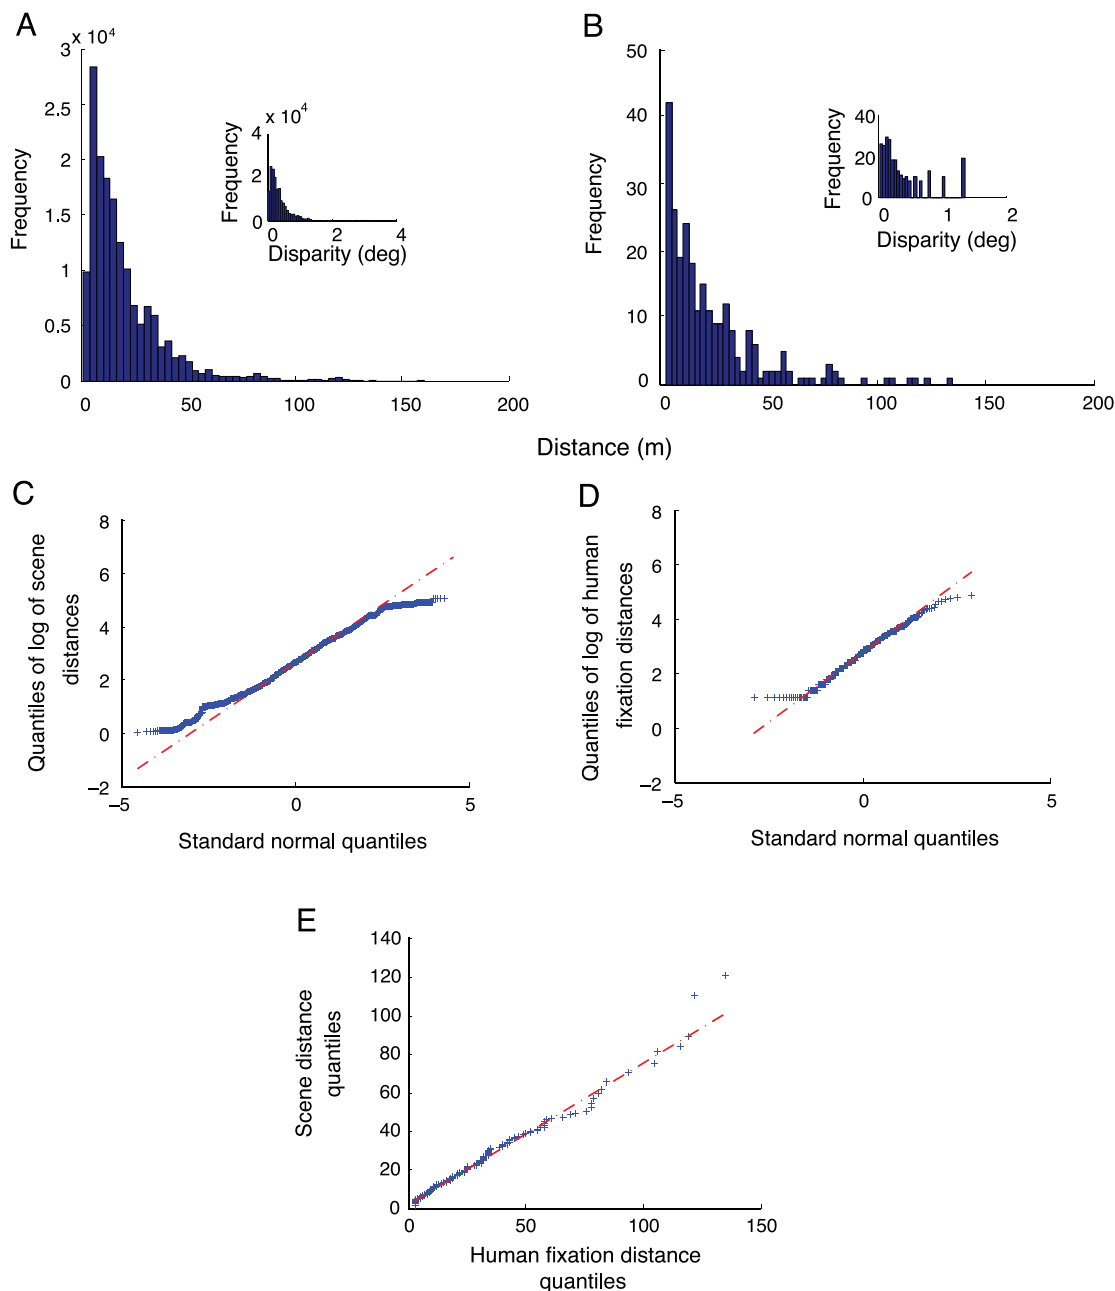 A
x 10^4
3
2.5
2
1.5
1
0.5
0
Frequency
0
50
100
150
200
x 10^4
4
2
0
Frequency
0
2
4
Disparity (deg)
B
50
40
30
20
10
0
Frequency
0
50
100
150
200
40
20
0
Frequency
0
1
2
Disparity (deg)
Distance (m)
C
8
6
4
2
0
−2
Quantiles of log of scene
distances
−5
0
5
Standard normal quantiles
D
8
6
4
2
0
−2
Quantiles of log of human
fixation distances
−5
0
5
Standard normal quantiles
E
140
120
100
80
60
40
20
0
Scene distance
quantiles
0
50
100
150
Human fixation distance
quantiles